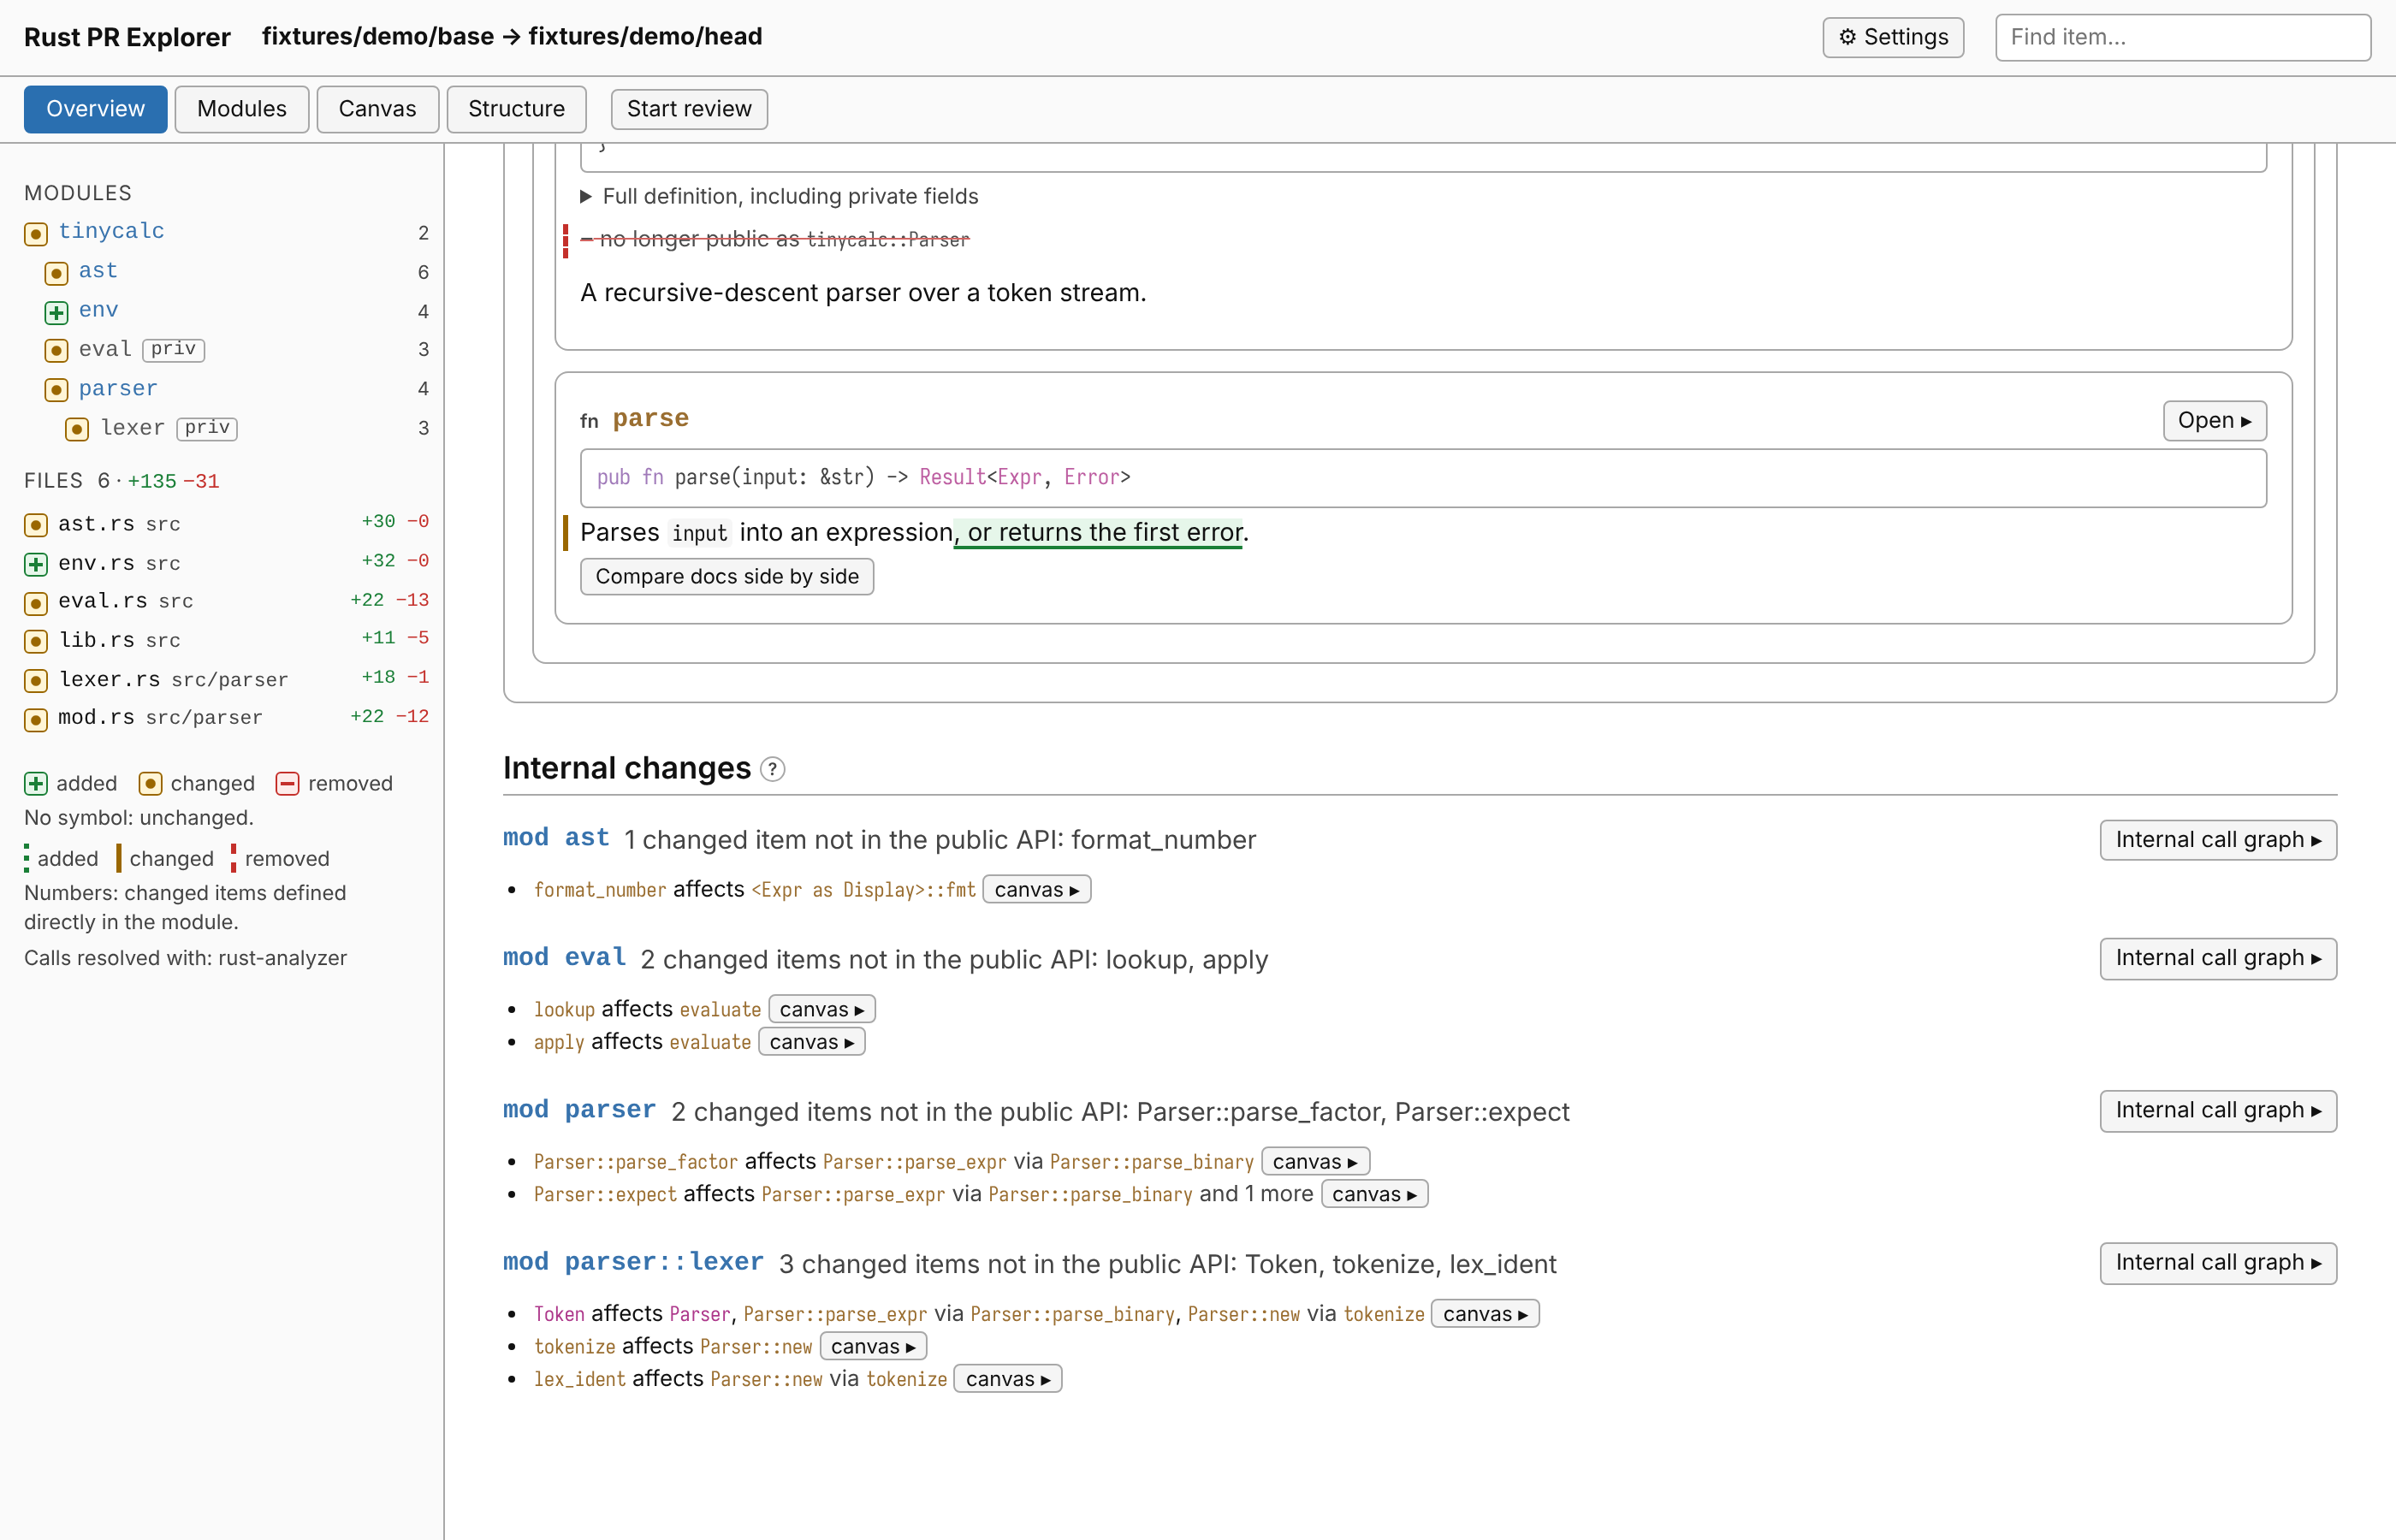 Rust PR Explorer fixtures/demo/base → fixtures/demo/head ⚙ Settings Find item...
Overview Modules Canvas Structure Start review
MODULES
tinycalc 2
ast 6
env 4
eval priv 3
parser 4
lexer priv 3
FILES 6 · +135 −31
ast.rs src +30 −0
env.rs src +32 −0
eval.rs src +22 −13
lib.rs src +11 −5
lexer.rs src/parser +18 −1
mod.rs src/parser +22 −12
added changed removed
No symbol: unchanged.
added changed removed
Numbers: changed items defined
directly in the module.
Calls resolved with: rust-analyzer
}
▶ Full definition, including private fields
− no longer public as tinycalc::Parser
A recursive-descent parser over a token stream.
fn parse Open ▸
pub fn parse(input: &str) -> Result<Expr, Error>
Parses input into an expression, or returns the first error.
Compare docs side by side
Internal changes ?
mod ast 1 changed item not in the public API: format_number Internal call graph ▸
• format_number affects <Expr as Display>::fmt canvas ▸
mod eval 2 changed items not in the public API: lookup, apply Internal call graph ▸
• lookup affects evaluate canvas ▸
• apply affects evaluate canvas ▸
mod parser 2 changed items not in the public API: Parser::parse_factor, Parser::expect Internal call graph ▸
• Parser::parse_factor affects Parser::parse_expr via Parser::parse_binary canvas ▸
• Parser::expect affects Parser::parse_expr via Parser::parse_binary and 1 more canvas ▸
mod parser::lexer 3 changed items not in the public API: Token, tokenize, lex_ident Internal call graph ▸
• Token affects Parser, Parser::parse_expr via Parser::parse_binary, Parser::new via tokenize canvas ▸
• tokenize affects Parser::new canvas ▸
• lex_ident affects Parser::new via tokenize canvas ▸